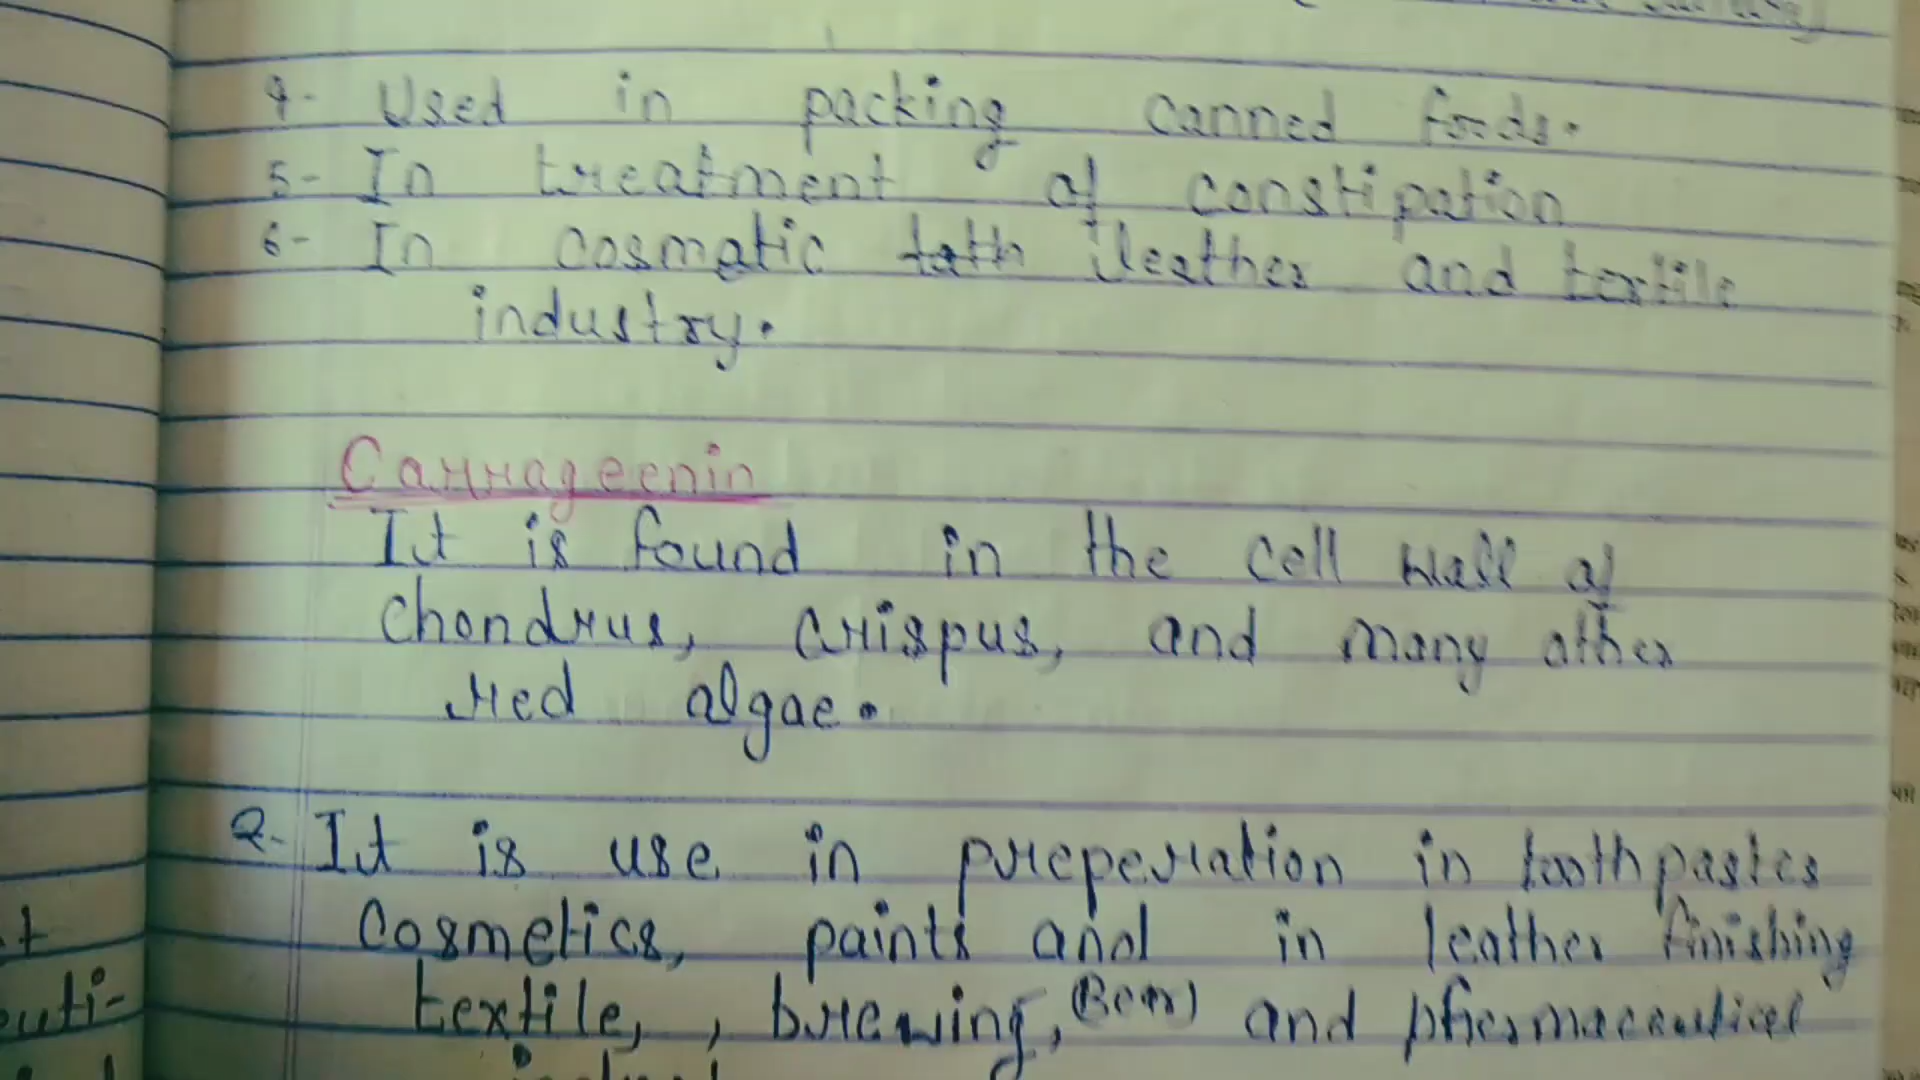 4- Used in packing canned foods.
5- In treatment of constipation
6- In cosmatic leather and textile
industry.
Carrageenin
It is found in the cell wall of
chondrus, crispus, and many other
red algae.
2- It is use in preperation in toothpastes
Cosmetics, paints and in leather finishing
textile, , brewing, (Beer) and pharmaceutical